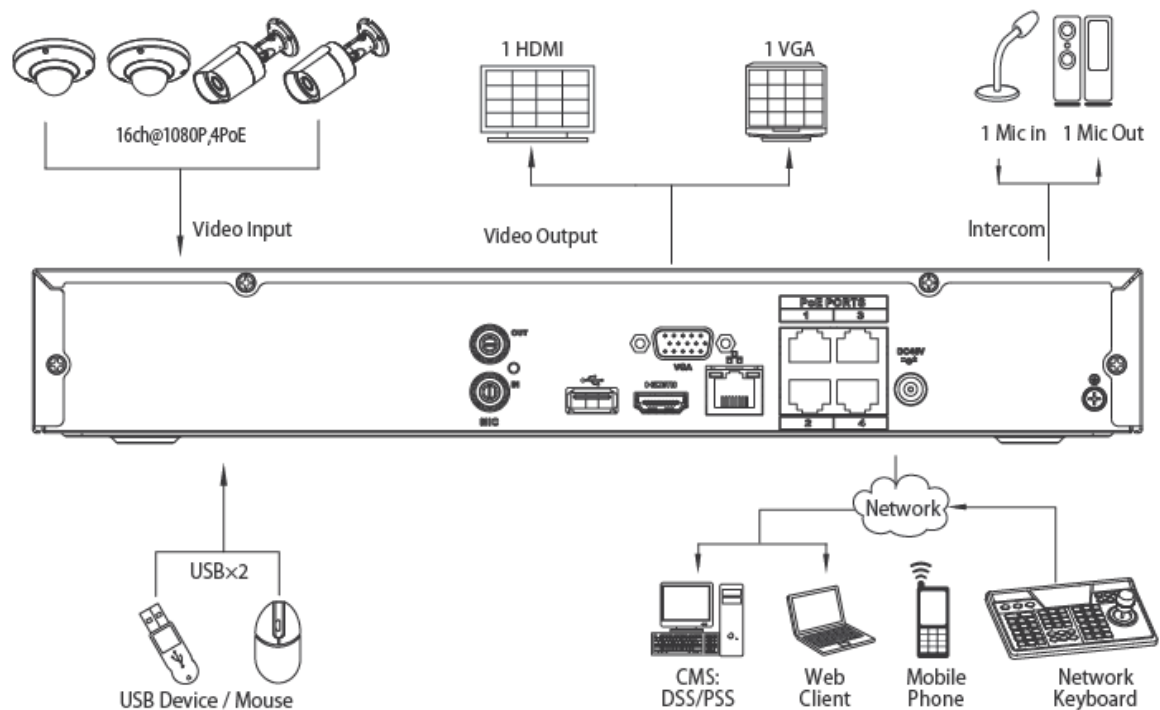 1 HDMI
1 VGA
16ch@1080P,4PoE
1 Mic in
1 Mic Out
Video Input
Video Output
Intercom
PoE PORTS
1
3
OUT
VGA
IN
HDMI
DC48V
MIC
2
4
Network
USB×2
USB Device / Mouse
CMS:
DSS/PSS
Web
Client
Mobile
Phone
Network
Keyboard